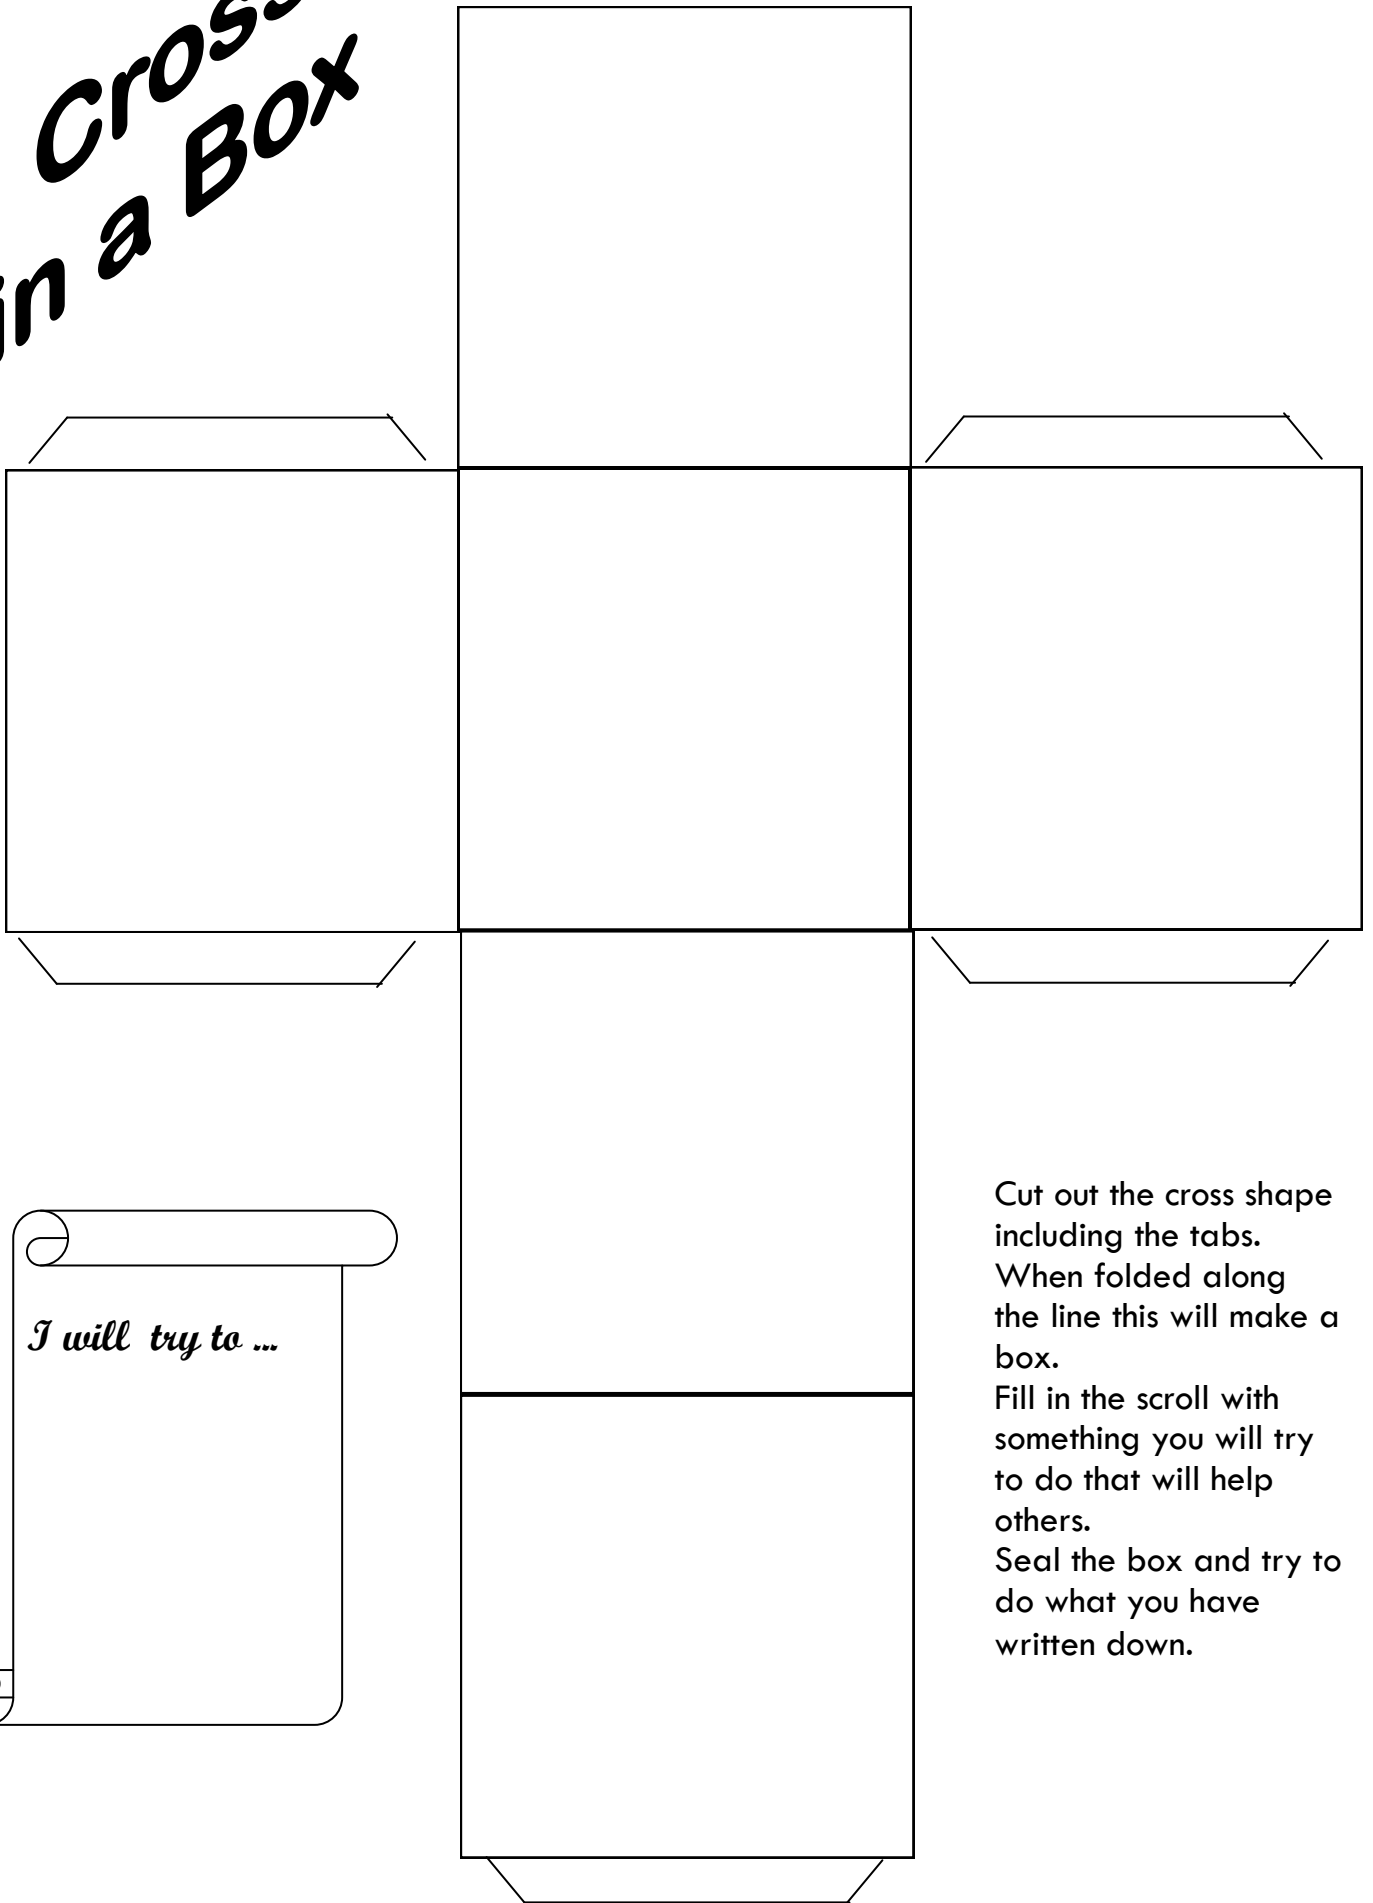 Cross
in a Box
I will try to ...
Cut out the cross shape
including the tabs.
When folded along
the line this will make a
box.
Fill in the scroll with
something you will try
to do that will help
others.
Seal the box and try to
do what you have
written down.